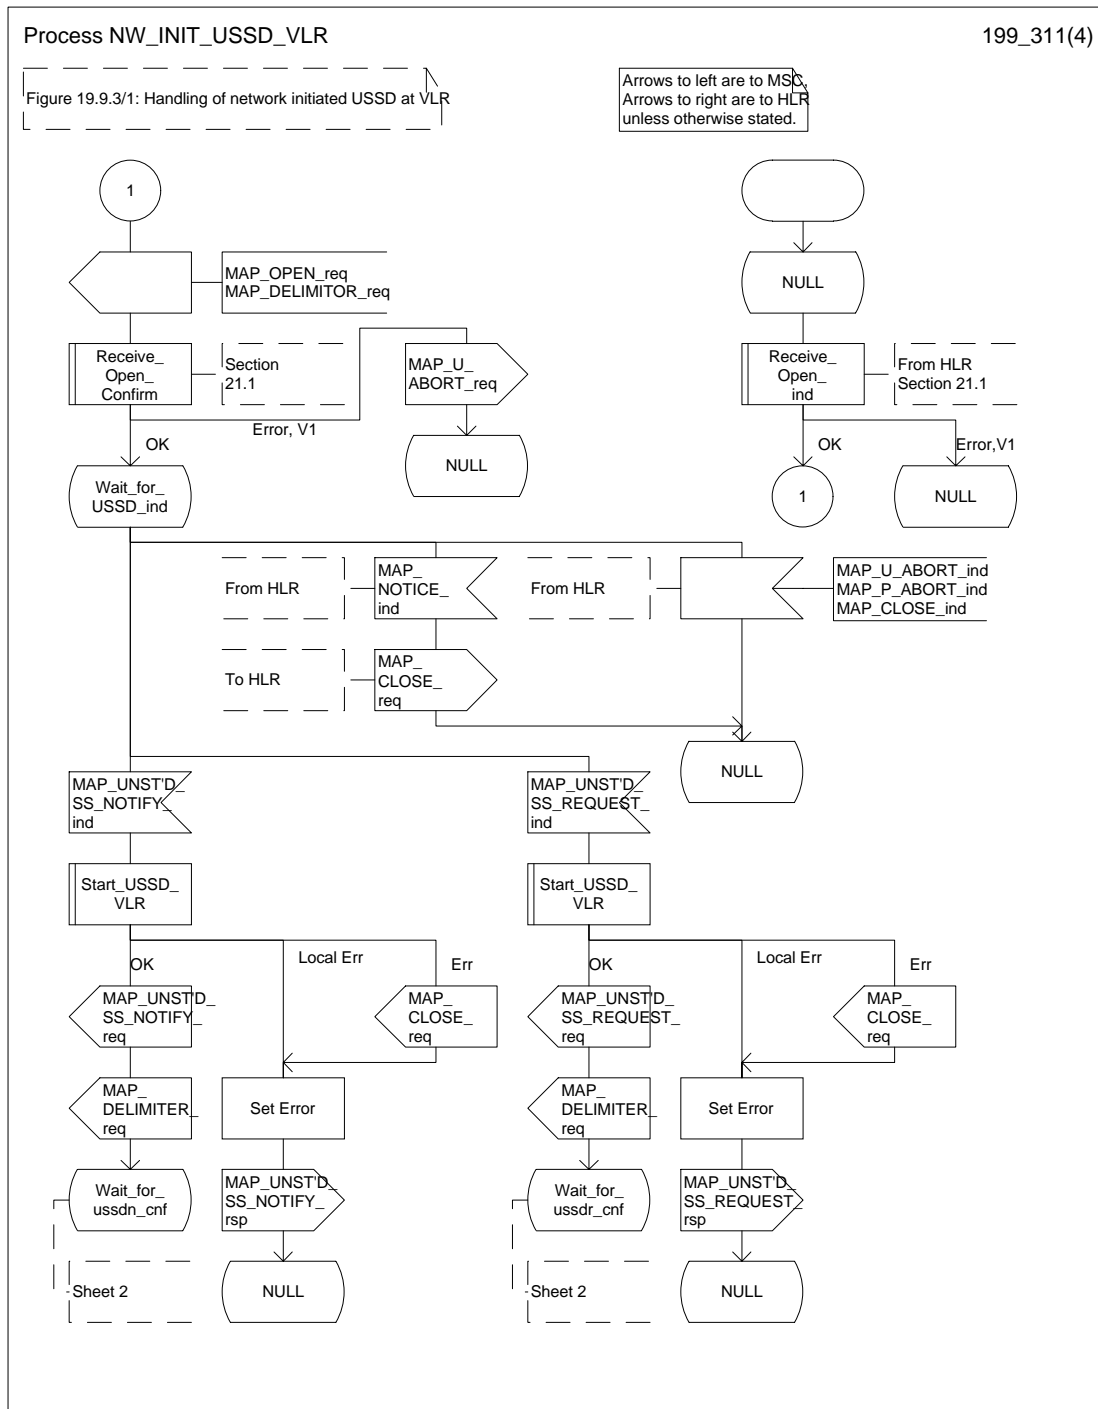 Process NW_INIT_USSD_VLR
199_311(4)
Figure 19.9.3/1: Handling of network initiated USSD at VLR
Arrows to left are to MSC,
Arrows to right are to HLR
unless otherwise stated.
1
MAP_OPEN_req
MAP_DELIMITOR_req
NULL
Receive_
Open_
Confirm
Section
21.1
MAP_U_
ABORT_req
Receive_
Open_
ind
From HLR
Section 21.1
Error, V1
OK
NULL
OK
Error,V1
Wait_for_
USSD_ind
1
NULL
From HLR
MAP_
NOTICE_
ind
From HLR
MAP_U_ABORT_ind
MAP_P_ABORT_ind
MAP_CLOSE_ind
To HLR
MAP_
CLOSE_
req
NULL
MAP_UNST'D_
SS_NOTIFY_
ind
MAP_UNST'D_
SS_REQUEST_
ind
Start_USSD_
VLR
Start_USSD_
VLR
OK
Local Err
Err
OK
Local Err
Err
MAP_UNST'D_
SS_NOTIFY_
req
MAP_
CLOSE_
req
MAP_UNST'D_
SS_REQUEST_
req
MAP_
CLOSE_
req
MAP_
DELIMITER_
req
Set Error
MAP_
DELIMITER_
req
Set Error
Wait_for_
ussdn_cnf
MAP_UNST'D_
SS_NOTIFY_
rsp
Wait_for_
ussdr_cnf
MAP_UNST'D_
SS_REQUEST_
rsp
Sheet 2
NULL
Sheet 2
NULL